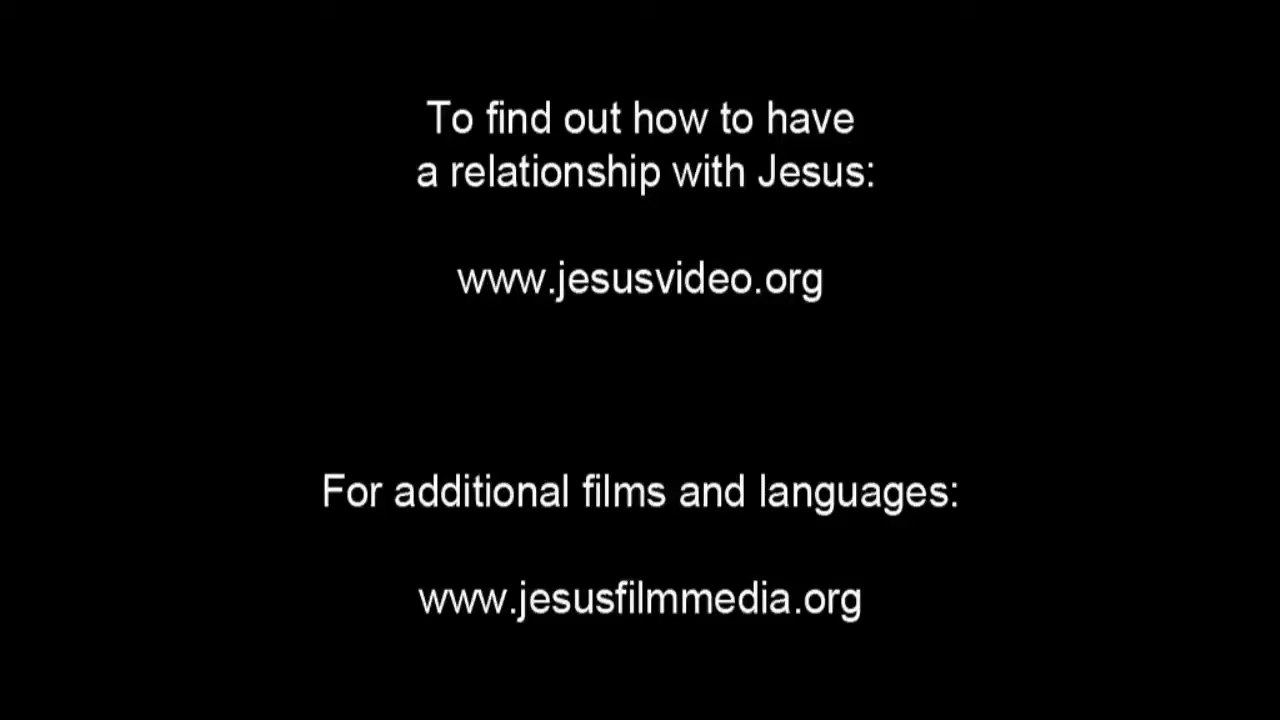 To find out how to have
a relationship with Jesus:
www.jesusvideo.org
For additional films and languages:
www.jesusfilmmedia.org